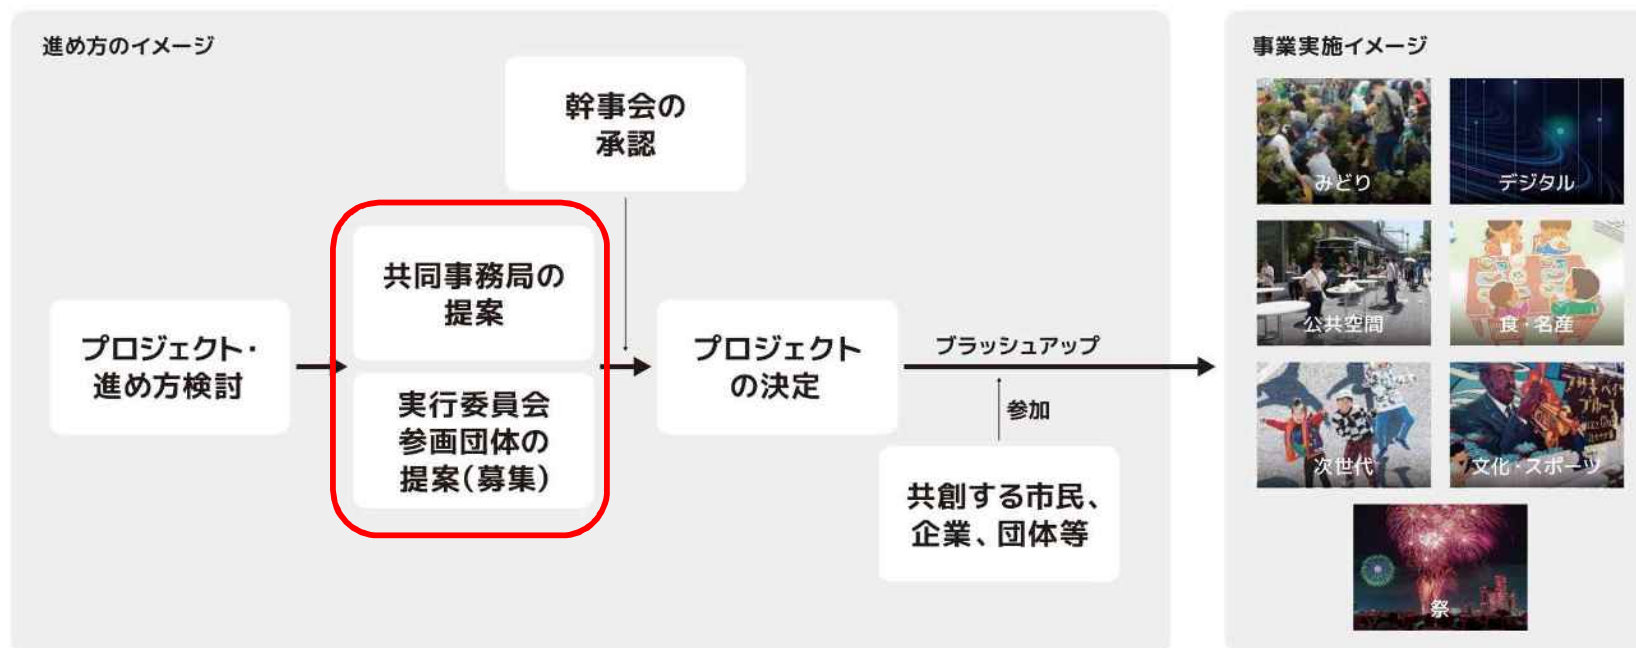 進め方のイメージ
幹事会の
承認
共同事務局の
提案
プロジェクト・
進め方検討
実行委員会
参画団体の
提案(募集)
プロジェクト
の決定
ブラッシュアップ
参加
共創する市民、
企業、団体等
事業実施イメージ
みどり
デジタル
公共空間
食・名産
次世代
文化・スポーツ
祭